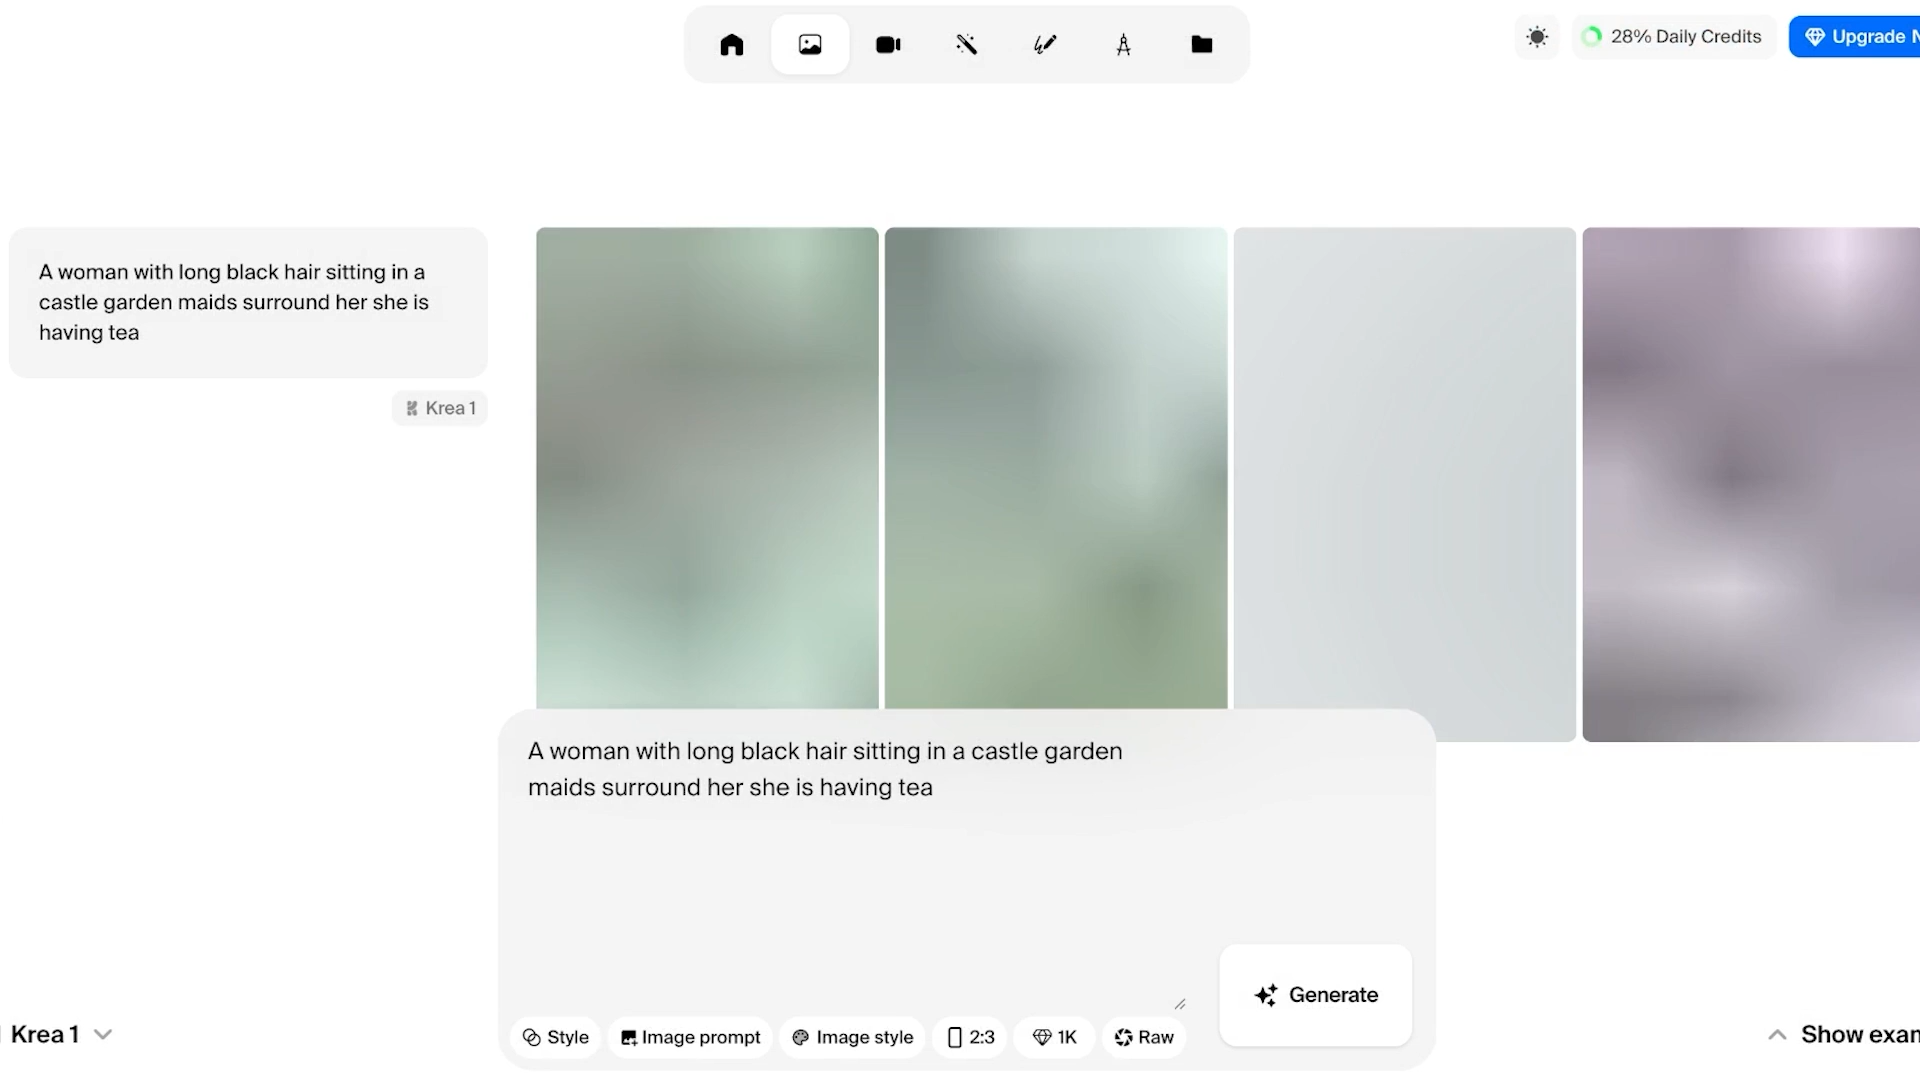 28% Daily Credits
Upgrade
A woman with long black hair sitting in a
castle garden maids surround her she is
having tea
Krea 1
A woman with long black hair sitting in a castle garden
maids surround her she is having tea
Generate
Style
Image prompt
Image style
2:3
1K
Raw
Krea 1
Show